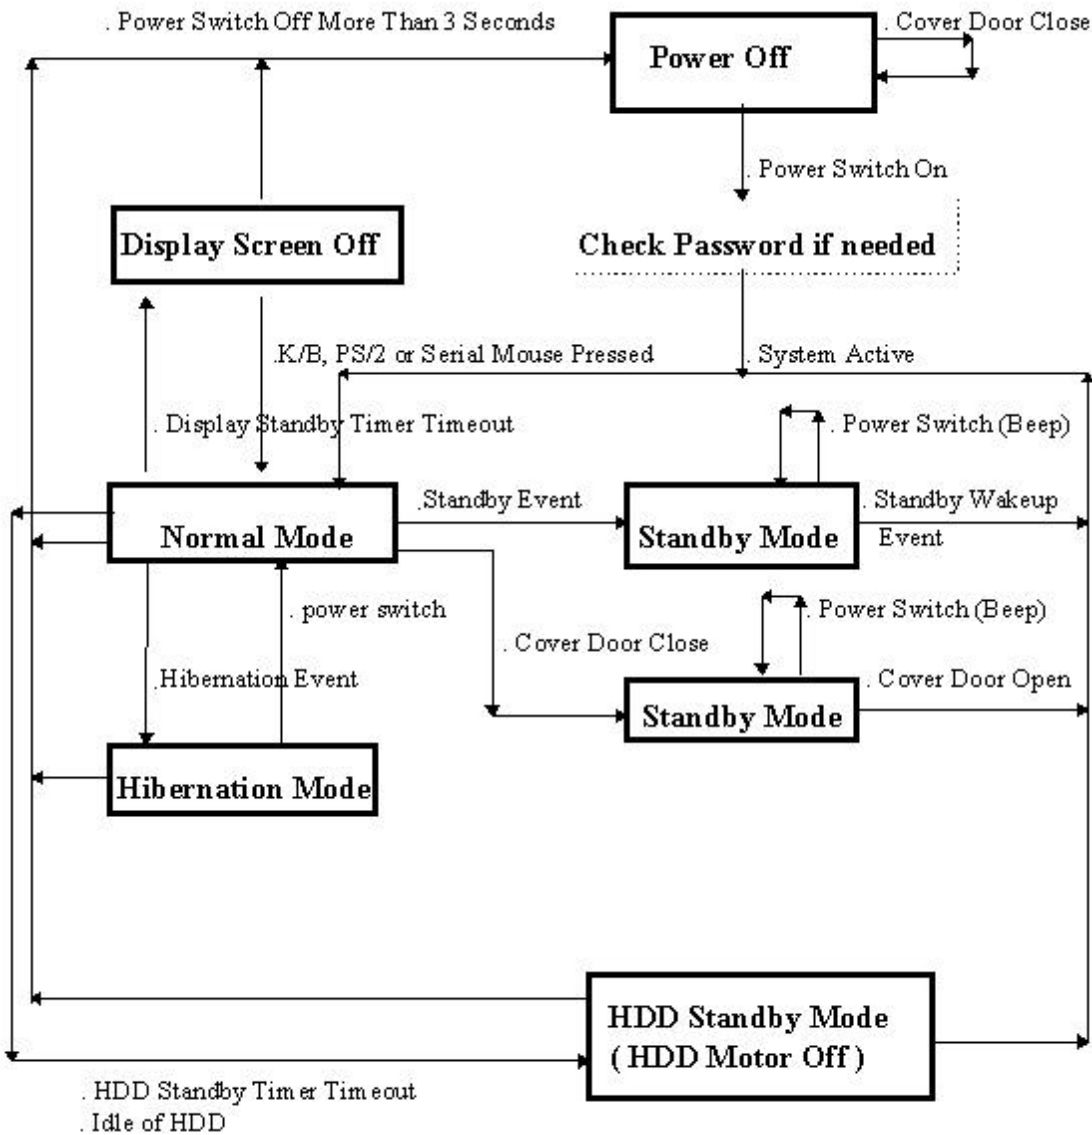 . Power Switch Off More Than 3 Seconds
. Cover Door Close
Power Off
. Power Switch On
Display Screen Off
Check Password if needed
.K/B, PS/2 or Serial Mouse Pressed
. System Active
. Display Standby Timer Timeout
. Power Switch (Beep)
.Standby Event
. Standby Wakeup
Event
Normal Mode
Standby Mode
. power switch
. Power Switch (Beep)
. Cover Door Close
.Hibernation Event
. Cover Door Open
Standby Mode
Hibernation Mode
HDD Standby Mode
( HDD Motor Off )
. HDD Standby Timer Timeout
. Idle of HDD